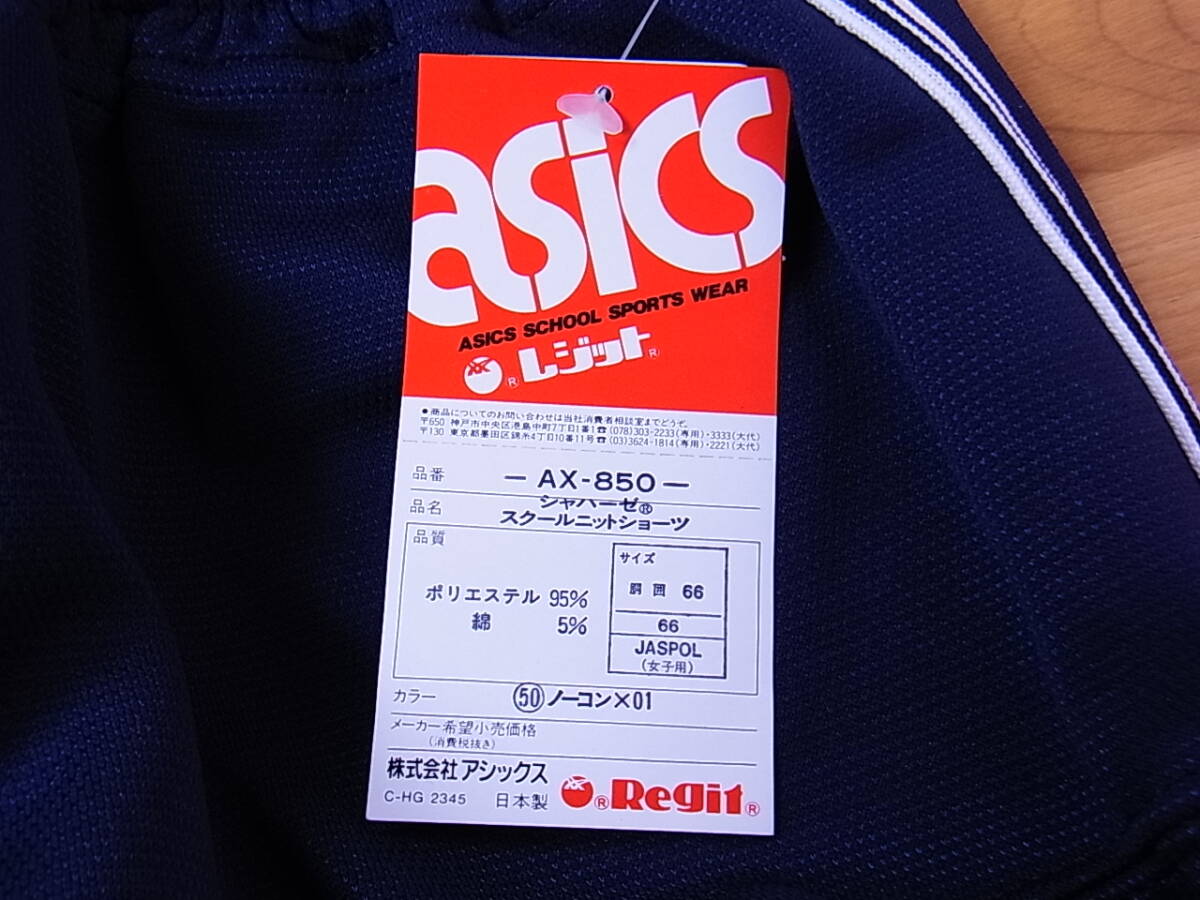 asics
ASICS SCHOOL SPORTS WEAR
® レジット®
●商品についてのお問い合わせは当社消費者相談室までどうぞ。
〒650 神戸市中央区港島中町7丁目1番1☎(078)303-2233(専用)・3333(大代)
〒130 東京都墨田区錦糸4丁目10番11号☎(03)3624-1814(専用)・2221(大代)
品番 — AX-850 —
品名 シャハーゼ®
スクールニットショーツ
品質
ポリエステル 95%
綿 5%
サイズ
胴囲 66
66
JASPOL
(女子用)
カラー ㊿ノーコン×01
メーカー希望小売価格
(消費税抜き)
株式会社アシックス
C-HG 2345 日本製
® Regit®